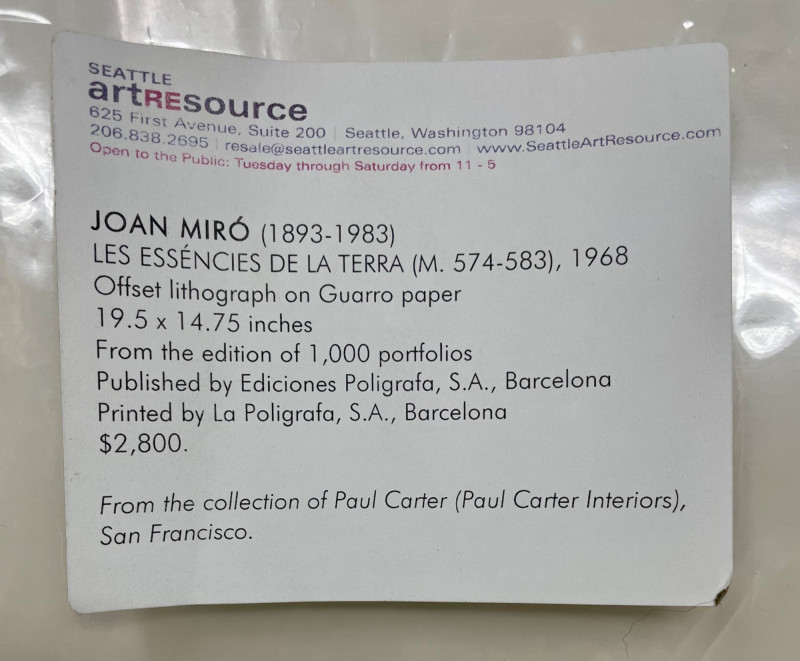 SEATTLE
artREsource
625 First Avenue, Suite 200 | Seattle, Washington 98104
206.838.2695 | resale@seattleartresource.com | www.SeattleArtResource.com
Open to the Public: Tuesday through Saturday from 11 - 5
JOAN MIRÓ (1893-1983)
LES ESSÉNCIES DE LA TERRA (M. 574-583), 1968
Offset lithograph on Guarro paper
19.5 x 14.75 inches
From the edition of 1,000 portfolios
Published by Ediciones Poligrafa, S.A., Barcelona
Printed by La Poligrafa, S.A., Barcelona
$2,800.
From the collection of Paul Carter (Paul Carter Interiors),
San Francisco.